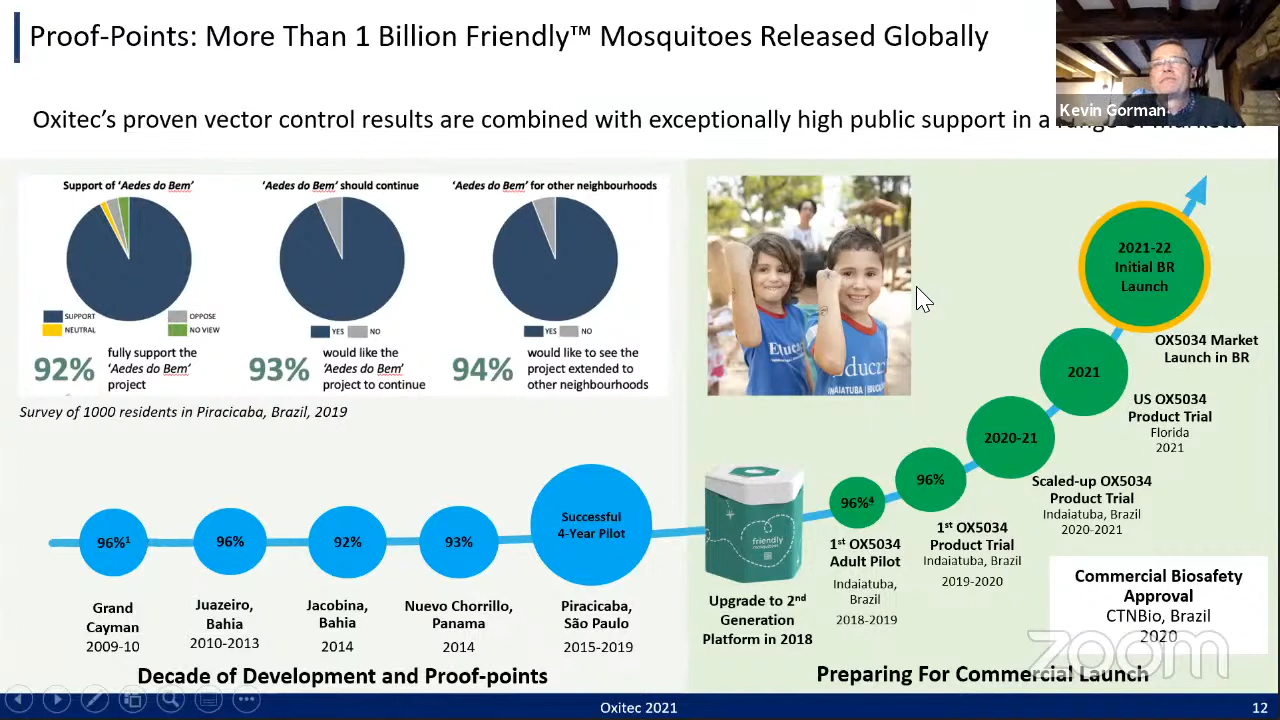 Proof-Points: More Than 1 Billion Friendly™ Mosquitoes Released Globally
Kevin Gorman
Oxitec's proven vector control results are combined with exceptionally high public support in a range of markets.
Support of 'Aedes do Bem'
SUPPORT
OPPOSE
NEUTRAL
NO VIEW
92%
fully support the
'Aedes do Bem'
project
'Aedes do Bem' should continue
YES
NO
93%
would like the
'Aedes do Bem'
project to continue
'Aedes do Bem' for other neighbourhoods
YES
NO
94%
would like to see the
project extended to
other neighbourhoods
Survey of 1000 residents in Piracicaba, Brazil, 2019
96%¹
Grand
Cayman
2009-10
96%
Juazeiro,
Bahia
2010-2013
92%
Jacobina,
Bahia
2014
93%
Nuevo Chorrillo,
Panama
2014
Successful
4-Year Pilot
Piracicaba,
São Paulo
2015-2019
Decade of Development and Proof-points
friendly
Upgrade to 2nd
Generation
Platform in 2018
96%⁴
1st OX5034
Adult Pilot
Indaiatuba,
Brazil
2018-2019
96%
1st OX5034
Product Trial
Indaiatuba, Brazil
2019-2020
2020-21
Scaled-up OX5034
Product Trial
Indaiatuba, Brazil
2020-2021
2021
US OX5034
Product Trial
Florida
2021
2021-22
Initial BR
Launch
OX5034 Market
Launch in BR
Commercial Biosafety
Approval
CTNBio, Brazil
2020
Preparing For Commercial Launch
zoom
Oxitec 2021
12